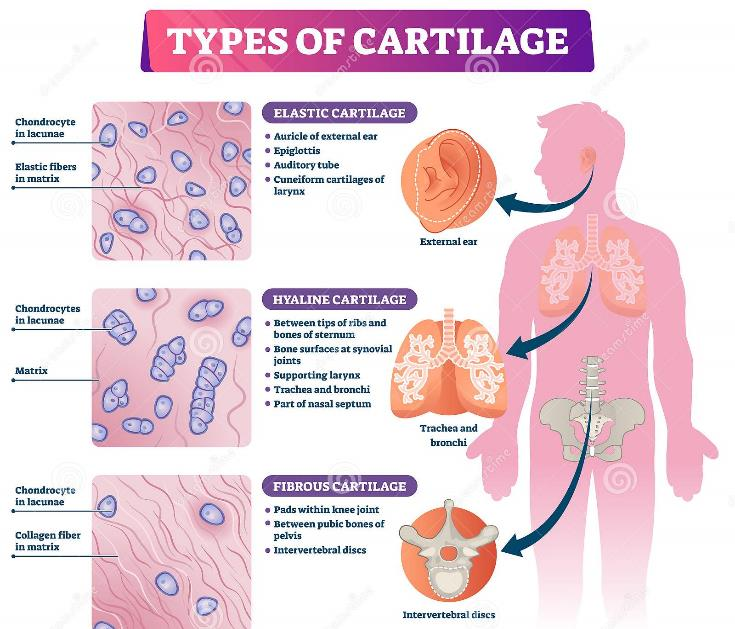 TYPES OF CARTILAGE
Chondrocyte
in lacunae
Elastic fibers
in matrix
ELASTIC CARTILAGE
Auricle of external ear
Epiglottis
Auditory tube
Cuneiform cartilages of
larynx
External ear
Chondrocytes
in lacunae
Matrix
HYALINE CARTILAGE
Between tips of ribs and
bones of sternum
Bone surfaces at synovial
joints
Supporting larynx
Trachea and bronchi
Part of nasal septum
Trachea and
bronchi
Chondrocyte
in lacunae
Collagen fiber
in matrix
FIBROUS CARTILAGE
Pads within knee joint
Between pubic bones of
pelvis
Intervertebral discs
Intervertebral discs
dreamstime